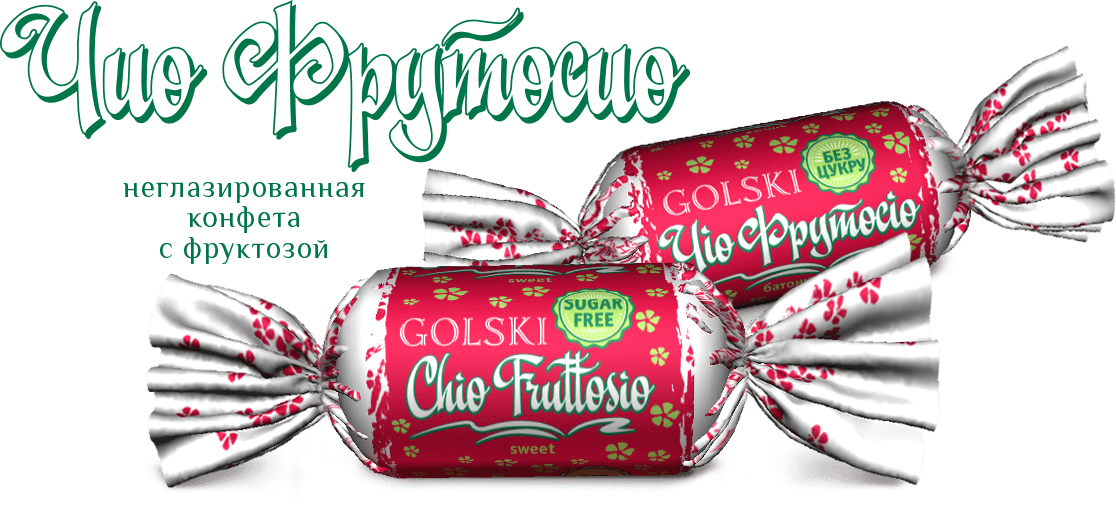 Чио Фрутосио
неглазированная
конфета
с фруктозой
БЕЗ
ЦУКРУ
GOLSKI
Чіо Фрутосіо
sweet
SUGAR
FREE
GOLSKI
Chio Fruttosio
sweet